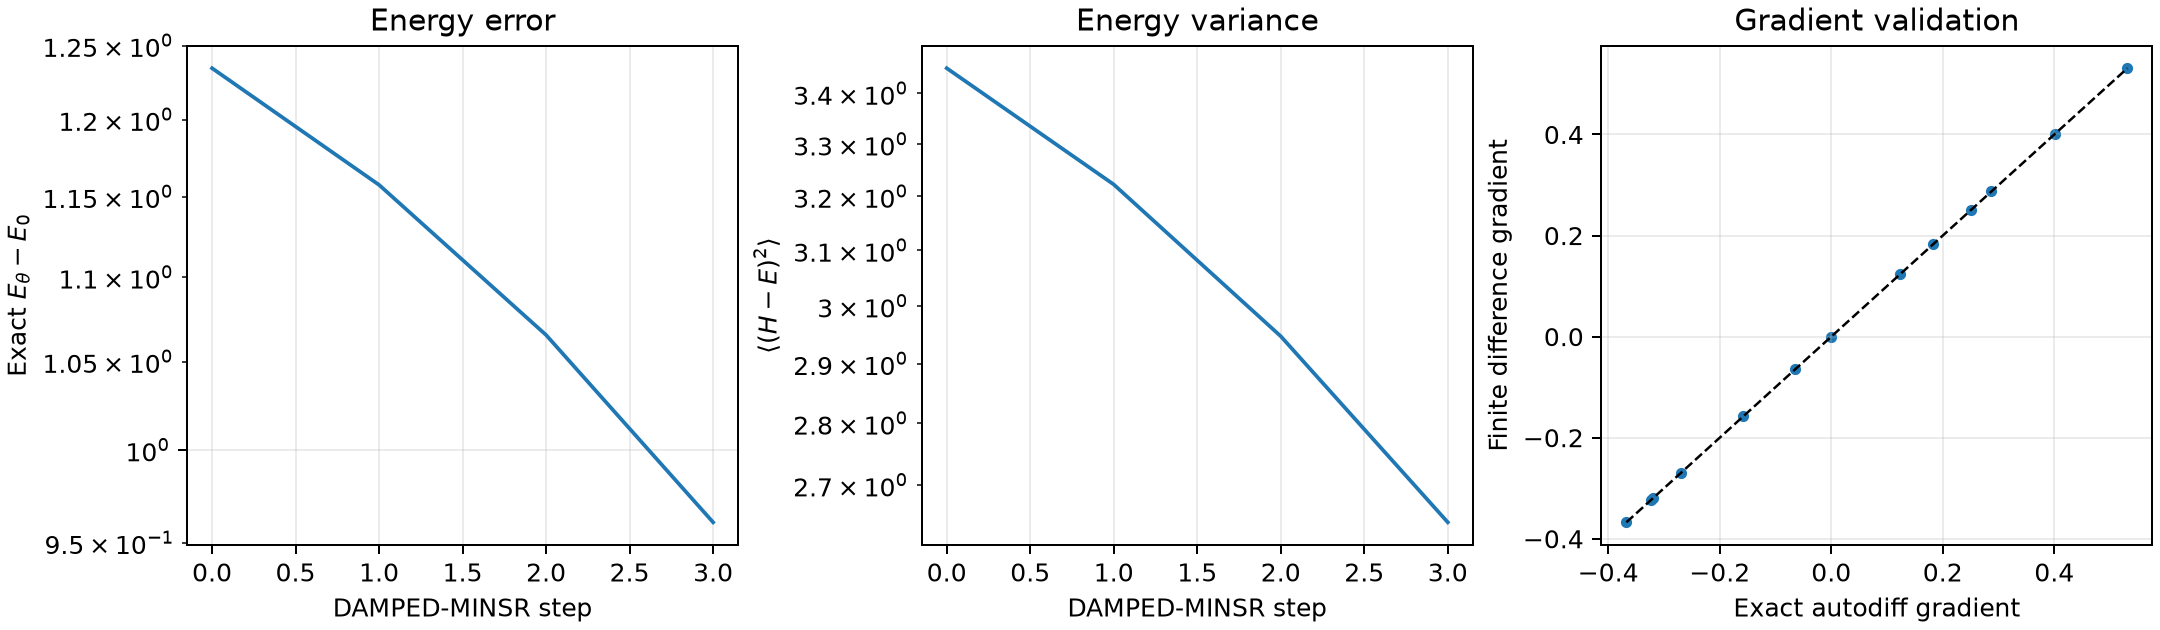 Energy error
1.25 × 10⁰
1.2 × 10⁰
1.15 × 10⁰
1.1 × 10⁰
1.05 × 10⁰
10⁰
9.5 × 10⁻¹
Exact E_θ − E₀
0.0 0.5 1.0 1.5 2.0 2.5 3.0
DAMPED-MINSR step
Energy variance
3.4 × 10⁰
3.3 × 10⁰
3.2 × 10⁰
3.1 × 10⁰
3 × 10⁰
2.9 × 10⁰
2.8 × 10⁰
2.7 × 10⁰
⟨(H − E)²⟩
0.0 0.5 1.0 1.5 2.0 2.5 3.0
DAMPED-MINSR step
Gradient validation
0.4
0.2
0.0
−0.2
−0.4
Finite difference gradient
−0.4 −0.2 0.0 0.2 0.4
Exact autodiff gradient